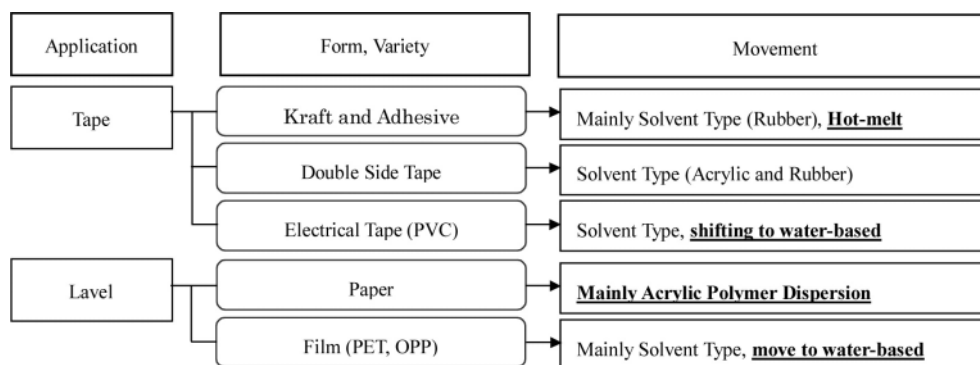 Application
Form, Variety
Movement
Tape
Kraft and Adhesive
Mainly Solvent Type (Rubber), Hot-melt
Double Side Tape
Solvent Type (Acrylic and Rubber)
Electrical Tape (PVC)
Solvent Type, shifting to water-based
Lavel
Paper
Mainly Acrylic Polymer Dispersion
Film (PET, OPP)
Mainly Solvent Type, move to water-based